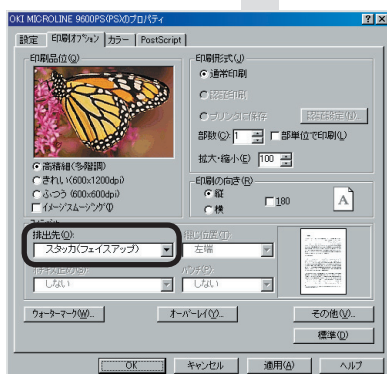 OKI MICROLINE 9600PS(PS)のプロパティ
設定 印刷オプション カラー PostScript
印刷品位(Q)
高精細(多階調)
きれい(600x1200dpi)
ふつう(600x600dpi)
イメージスムージング(I)
印刷形式(J)
通常印刷
認証印刷
プリンタに保存
部数(C) 1 部単位で印刷(L)
拡大・縮小(E) 100
印刷の向き(R)
縦
横
180
A
排出先(O):
スタッカ(フェイスアップ)
左端
しない
パンチ(P):
しない
ウォーターマーク(W)...
オーバーレイ(Y)...
その他(V)...
標準(D)
OK
キャンセル
適用(A)
ヘルプ